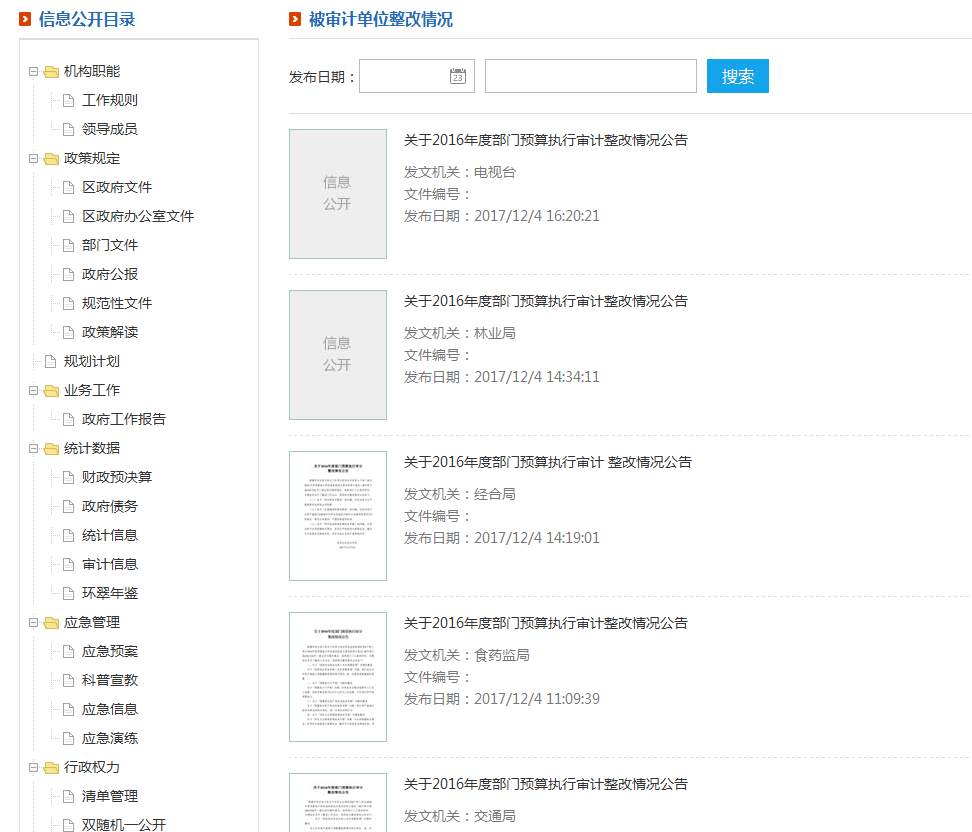 信息公开目录
机构职能
工作规则
领导成员
政策规定
区政府文件
区政府办公室文件
部门文件
政府公报
规范性文件
政策解读
规划计划
业务工作
政府工作报告
统计数据
财政预决算
政府债务
统计信息
审计信息
环翠年鉴
应急管理
应急预案
科普宣教
应急信息
应急演练
行政权力
清单管理
双随机一公开
被审计单位整改情况
发布日期：
23
搜索
信息
公开
关于2016年度部门预算执行审计整改情况公告
发文机关：电视台
文件编号：
发布日期：2017/12/4 16:20:21
信息
公开
关于2016年度部门预算执行审计整改情况公告
发文机关：林业局
文件编号：
发布日期：2017/12/4 14:34:11
关于2016年度部门预算执行审计 整改情况公告
发文机关：经合局
文件编号：
发布日期：2017/12/4 14:19:01
关于2016年度部门预算执行审计整改情况公告
发文机关：食药监局
文件编号：
发布日期：2017/12/4 11:09:39
关于2016年度部门预算执行审计整改情况公告
发文机关：交通局